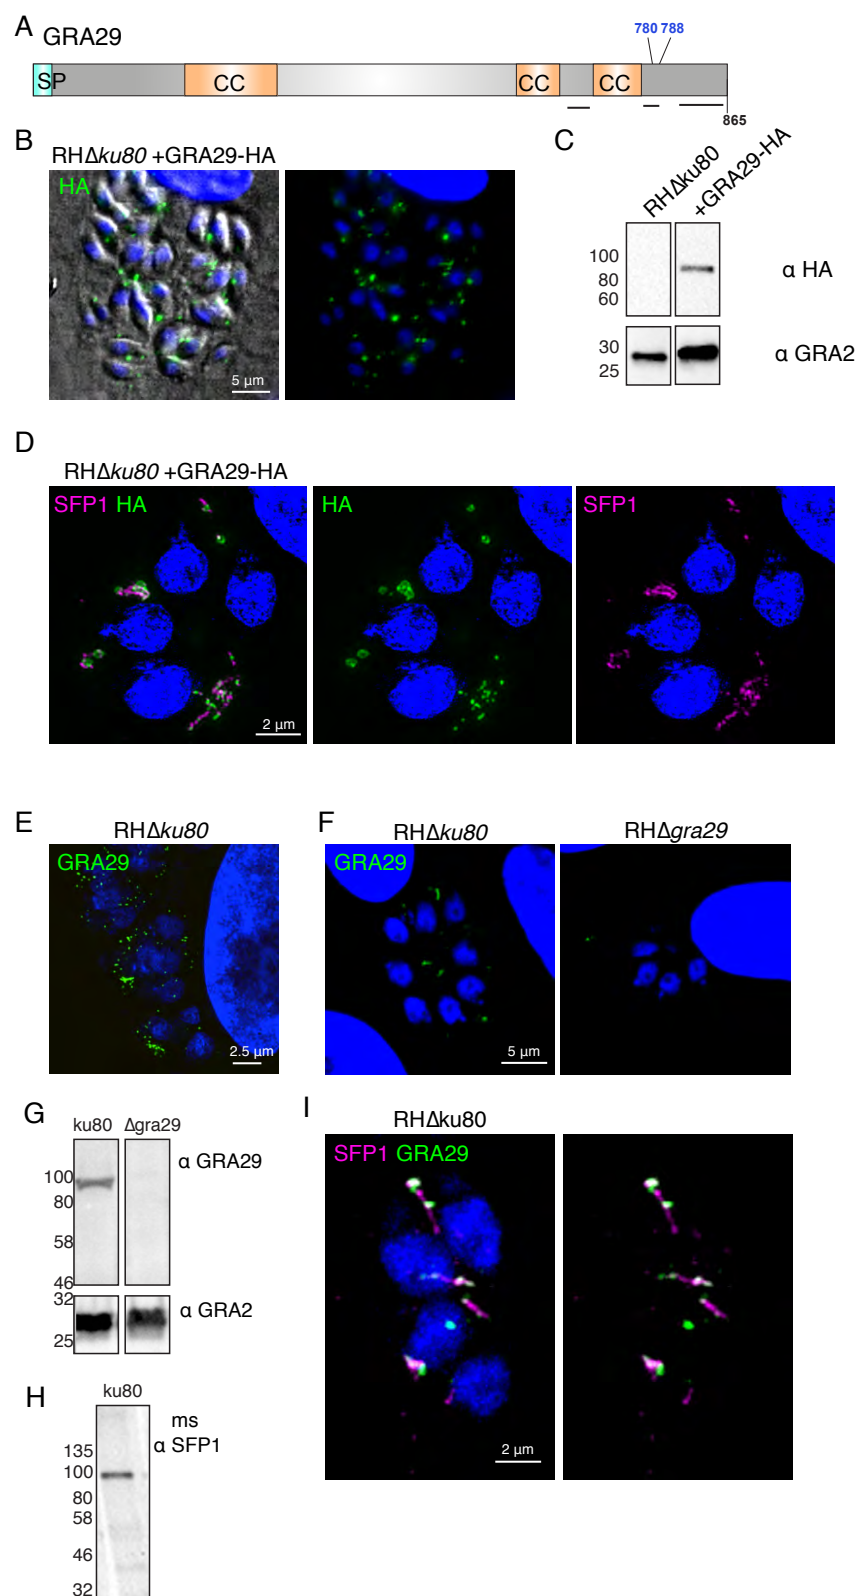 A
GRA29
780 788
SP
CC
CC
CC
865
B
RHΔku80 +GRA29-HA
HA
5 μm
C
RHΔku80
+GRA29-HA
100
80
60
α HA
30
25
α GRA2
D
RHΔku80 +GRA29-HA
SFP1 HA
HA
SFP1
2 μm
E
RHΔku80
GRA29
2.5 μm
F
RHΔku80
RHΔgra29
GRA29
5 μm
G
ku80 Δgra29
α GRA29
100
80
58
46
32
25
α GRA2
H
ku80
ms
α SFP1
135
100
80
58
46
32
I
RHΔku80
SFP1 GRA29
2 μm